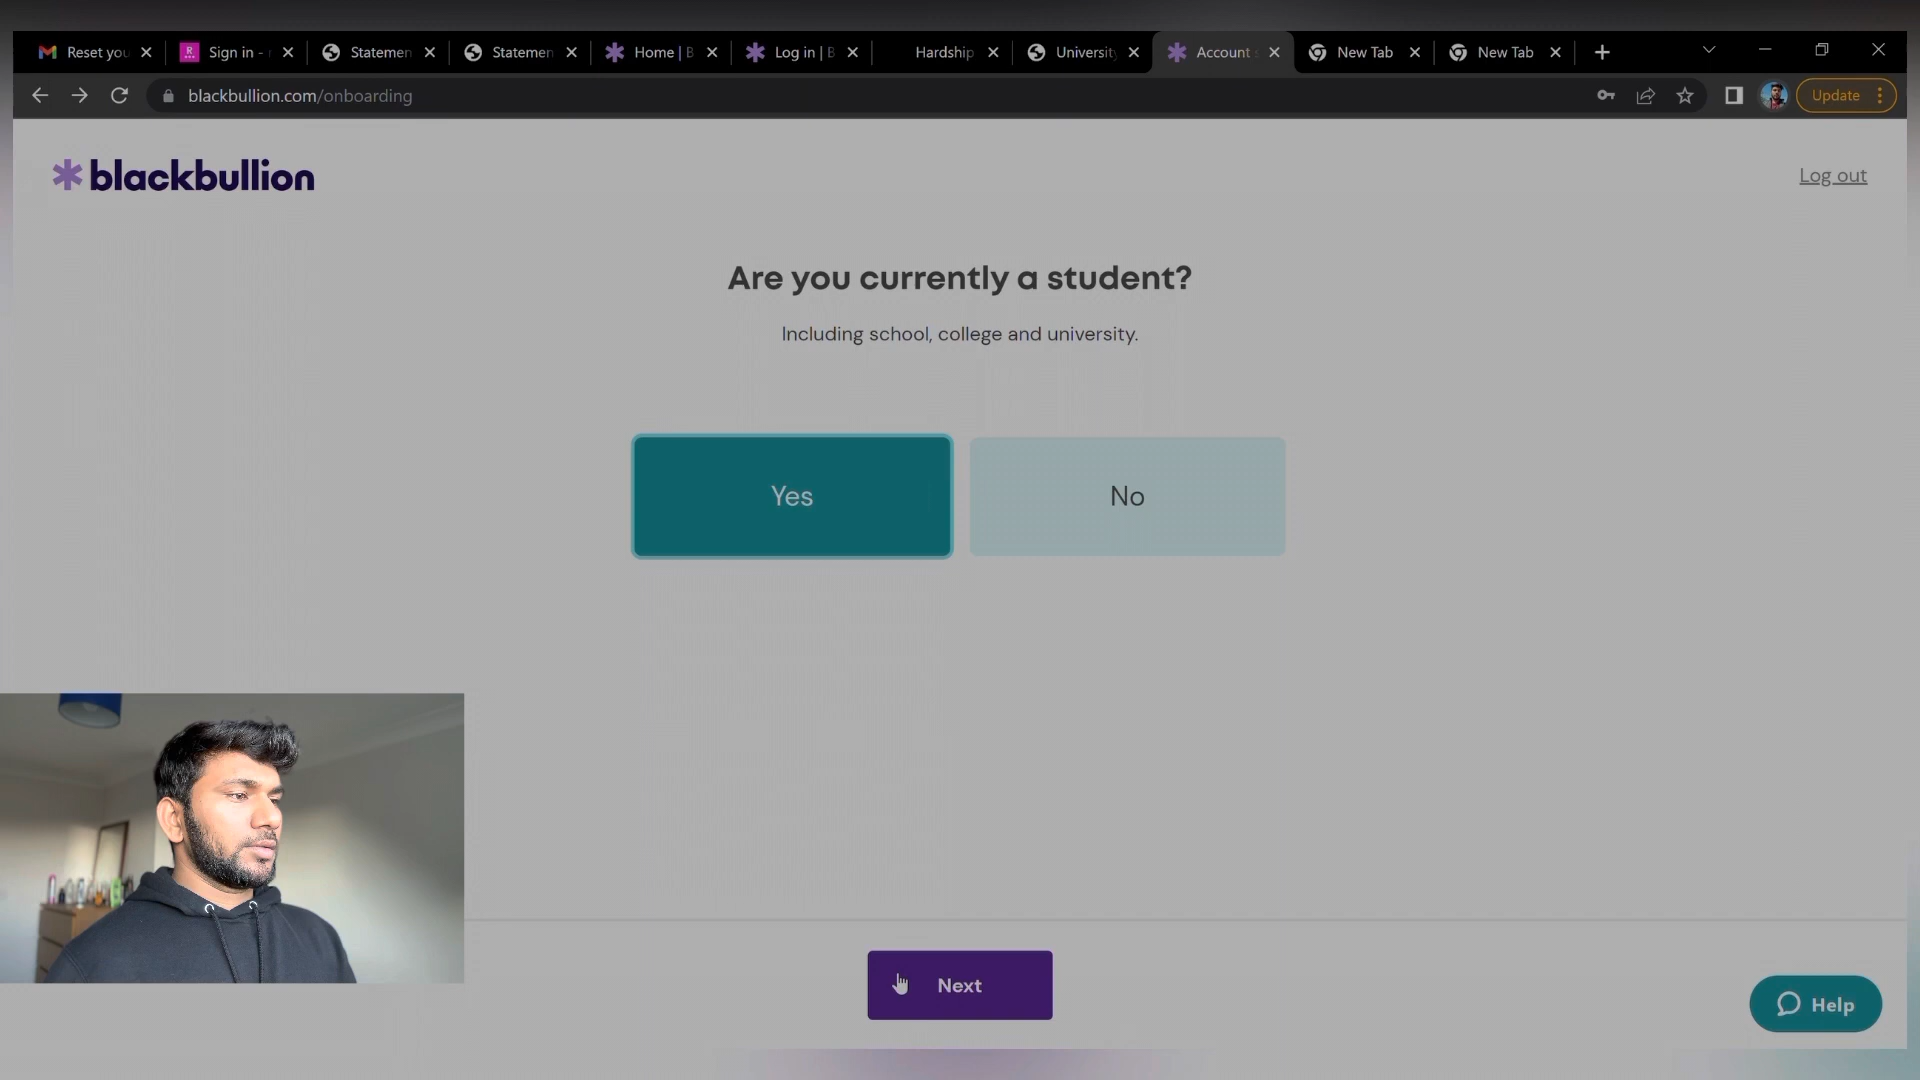 Reset you
Sign in -
Statemen
Statemen
Home | B
Log in | B
Hardship
University
Account
New Tab
New Tab
blackbullion.com/onboarding
Update
blackbullion
Log out
Are you currently a student?
Including school, college and university.
Yes
No
Next
Help